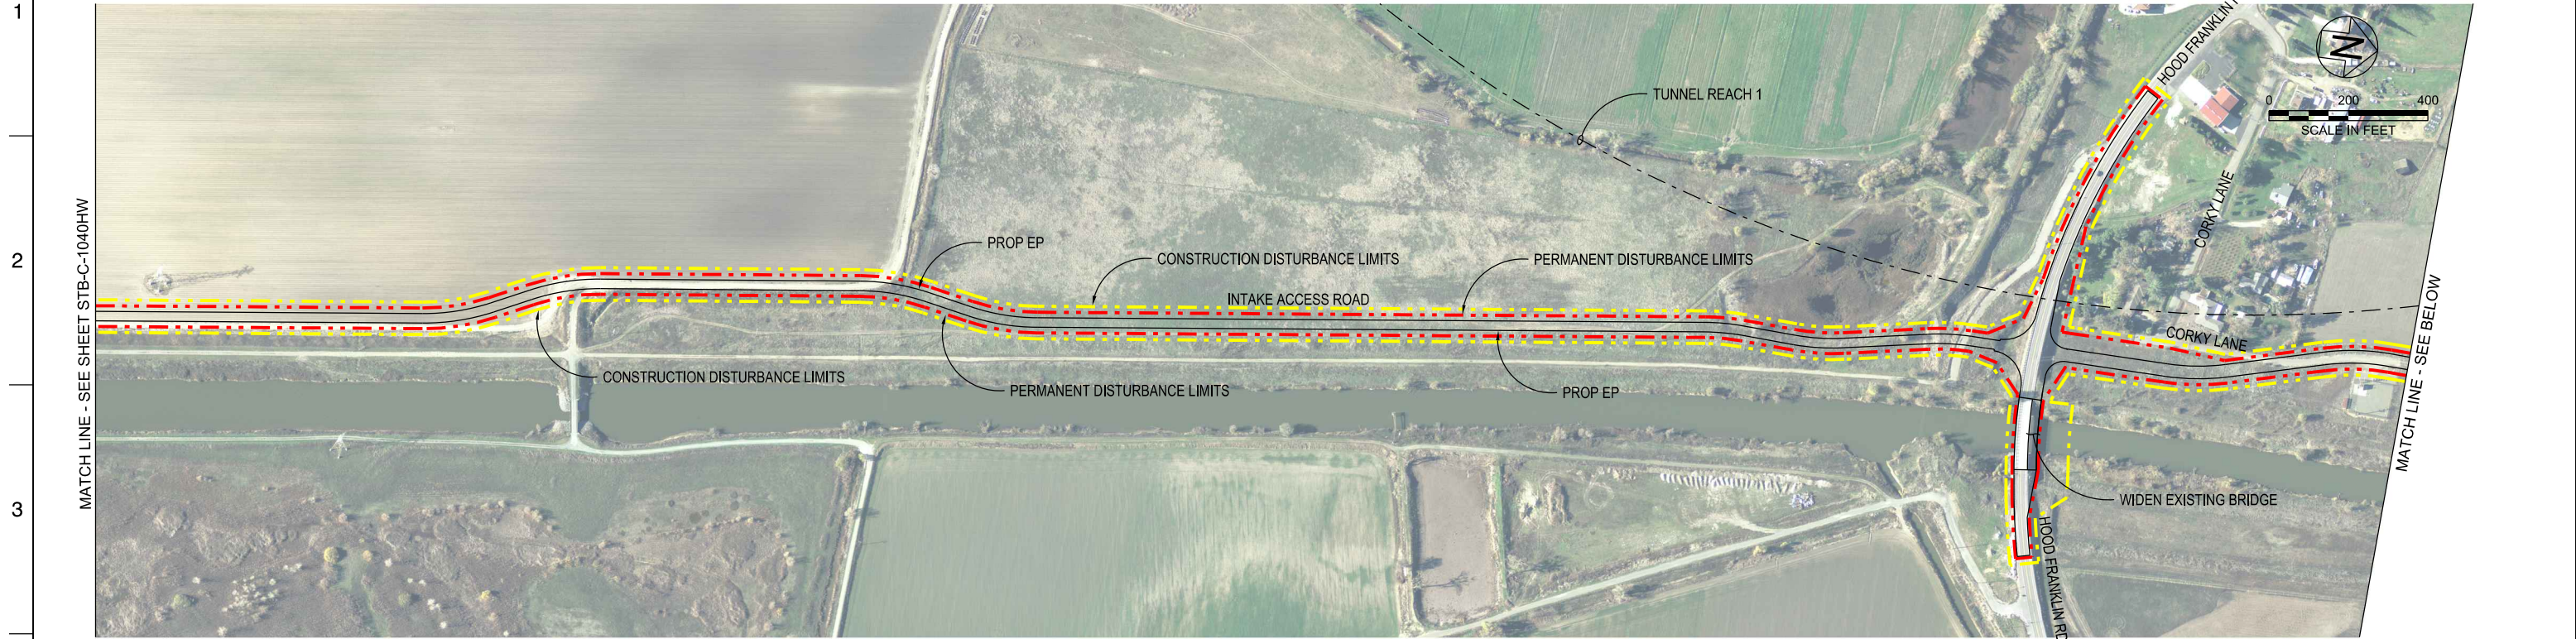 1
2
3
MATCH LINE - SEE SHEET STB-C-1040HW
HOOD FRANKLIN R
N
0 200 400
SCALE IN FEET
TUNNEL REACH 1
CORKY LANE
PROP EP
CONSTRUCTION DISTURBANCE LIMITS
PERMANENT DISTURBANCE LIMITS
INTAKE ACCESS ROAD
CORKY LANE
CONSTRUCTION DISTURBANCE LIMITS
PERMANENT DISTURBANCE LIMITS
PROP EP
WIDEN EXISTING BRIDGE
HOOD FRANKLIN RD
MATCH LINE - SEE BELOW